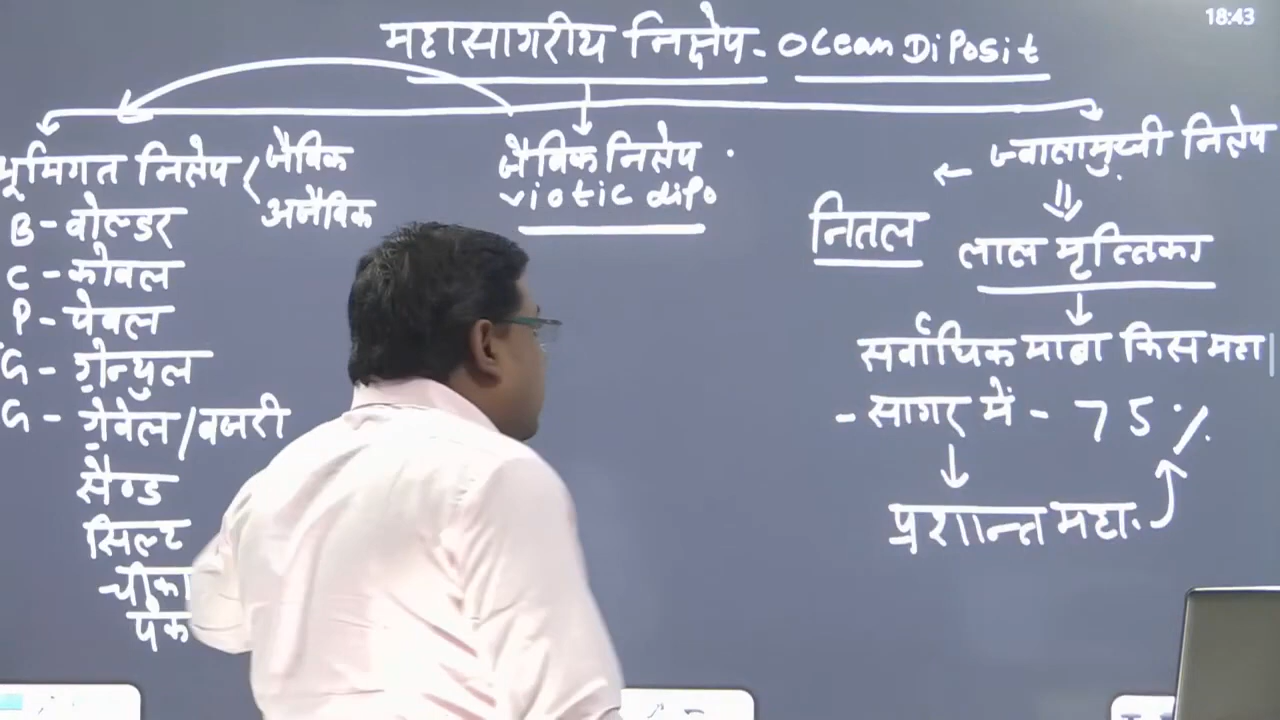 18:43
महासागरीय निक्षेप - Ocean Diposit
भूमिगत निक्षेप
जैविक
अजैविक
B - बोल्डर
C - कोबल
P - पेबल
G - ग्रेन्युल
G - ग्रेवेल/बजरी
सैण्ड
सिल्ट
चीका
पंक
जैविक निक्षेप
viotic dipo
ज्वालामुखी निक्षेप
नितल
लाल मृत्तिका
सर्वाधिक मात्रा किस महा
- सागर में - 75%
प्रशान्त महा.